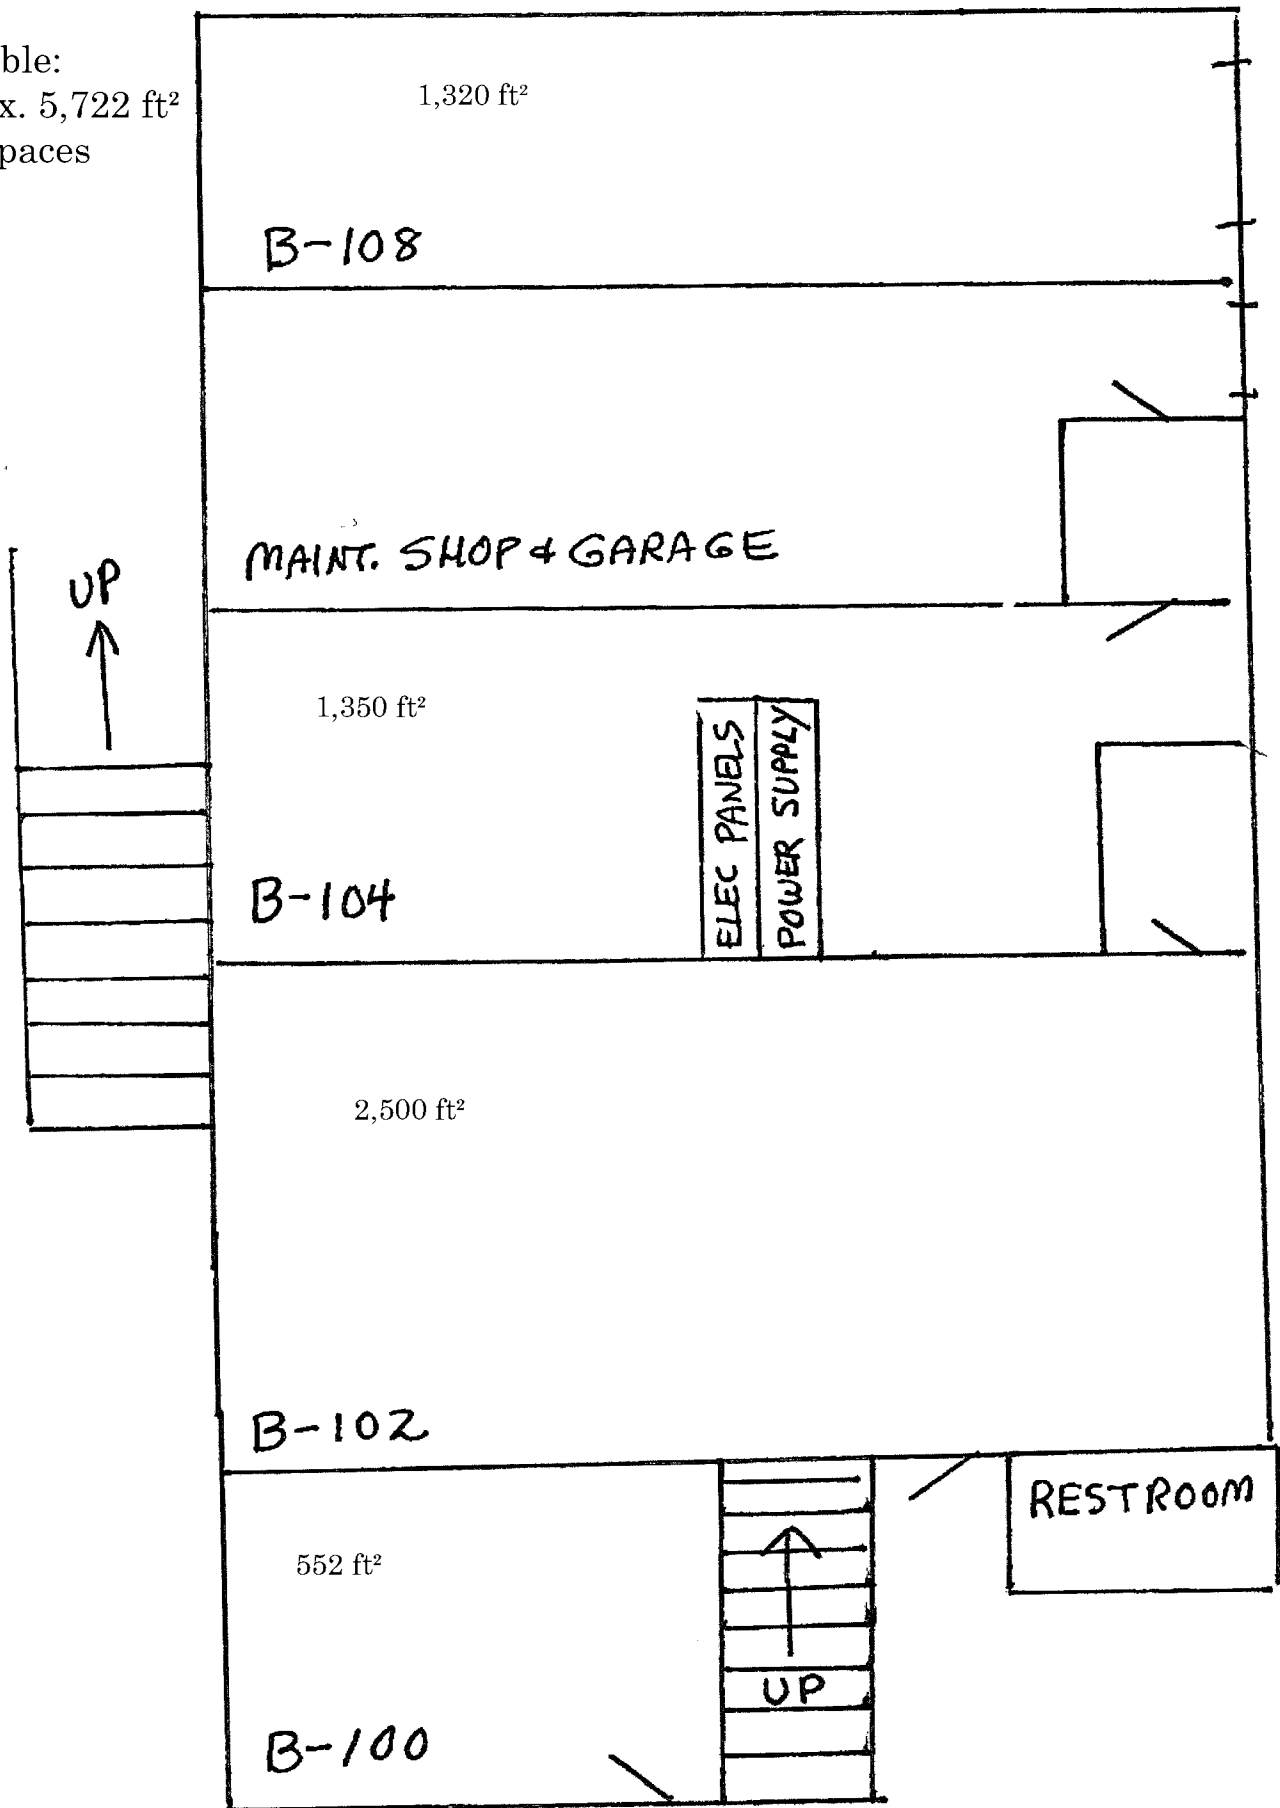 ble:
x. 5,722 ft²
paces
1,320 ft²
B-108
MAINT. SHOP & GARAGE
UP
1,350 ft²
ELEC PANELS
POWER SUPPLY
B-104
2,500 ft²
B-102
RESTROOM
552 ft²
UP
B-100